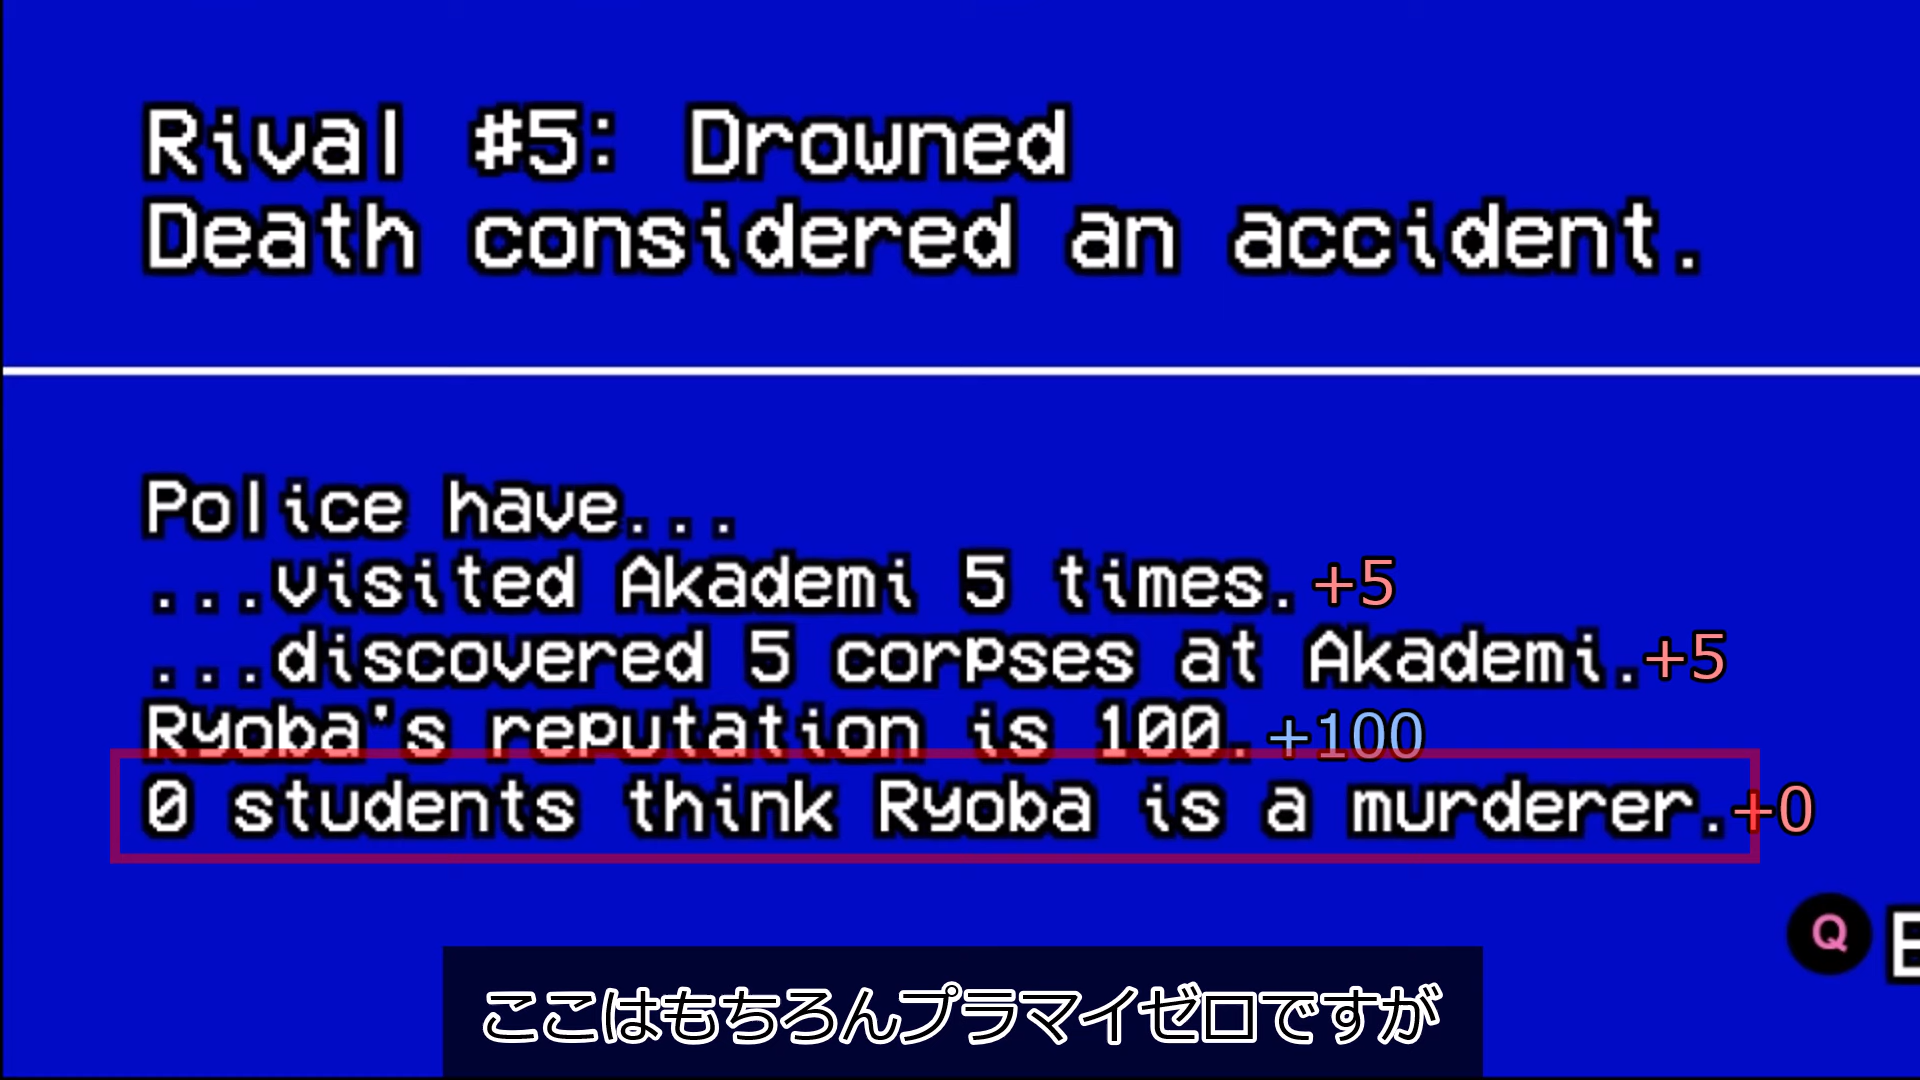 Rival #5: Drowned
Death considered an accident.
Police have...
...visited Akademi 5 times. +5
...discovered 5 corpses at Akademi. +5
Ryoba's reputation is 100. +100
0 students think Ryoba is a murderer. +0
Q
ここはもちろんプラマイゼロですが